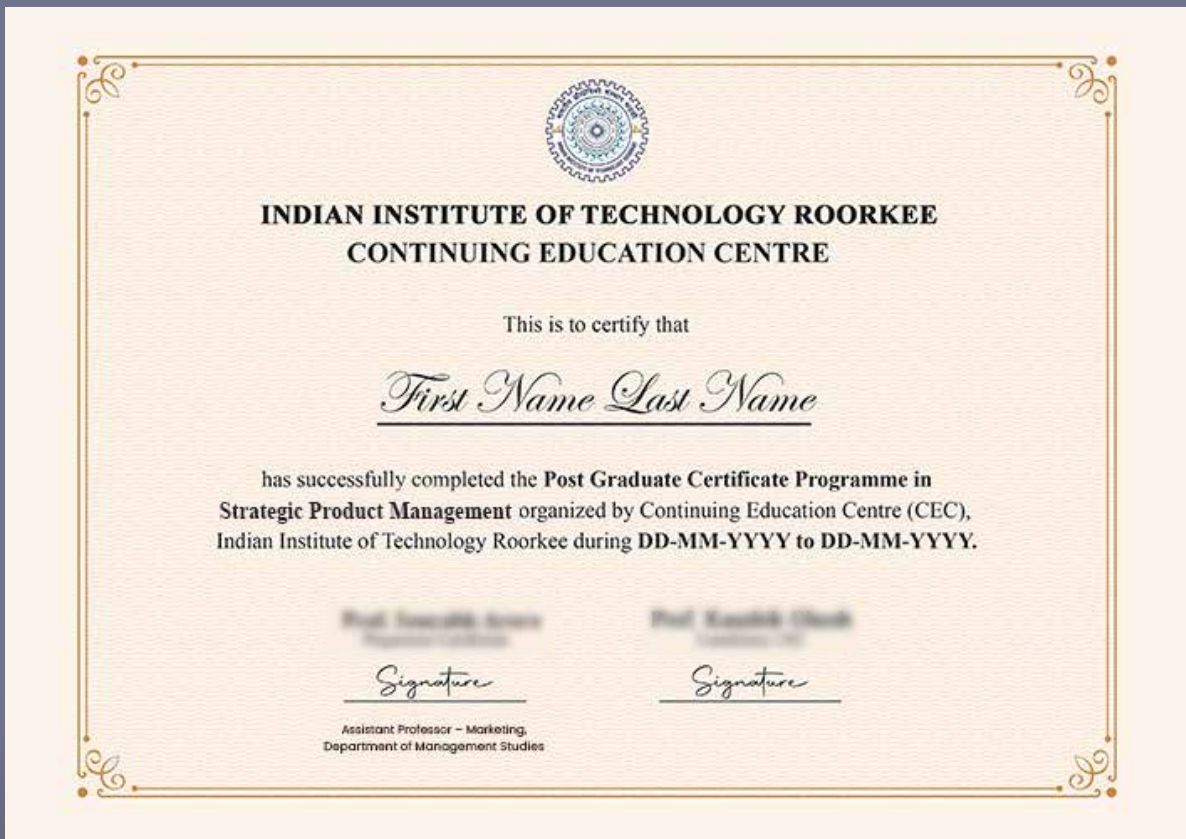 INDIAN INSTITUTE OF TECHNOLOGY ROORKEE
CONTINUING EDUCATION CENTRE
This is to certify that
First Name Last Name
has successfully completed the Post Graduate Certificate Programme in
Strategic Product Management organized by Continuing Education Centre (CEC),
Indian Institute of Technology Roorkee during DD-MM-YYYY to DD-MM-YYYY.
Signature Signature
Assistant Professor – Marketing,
Department of Management Studies